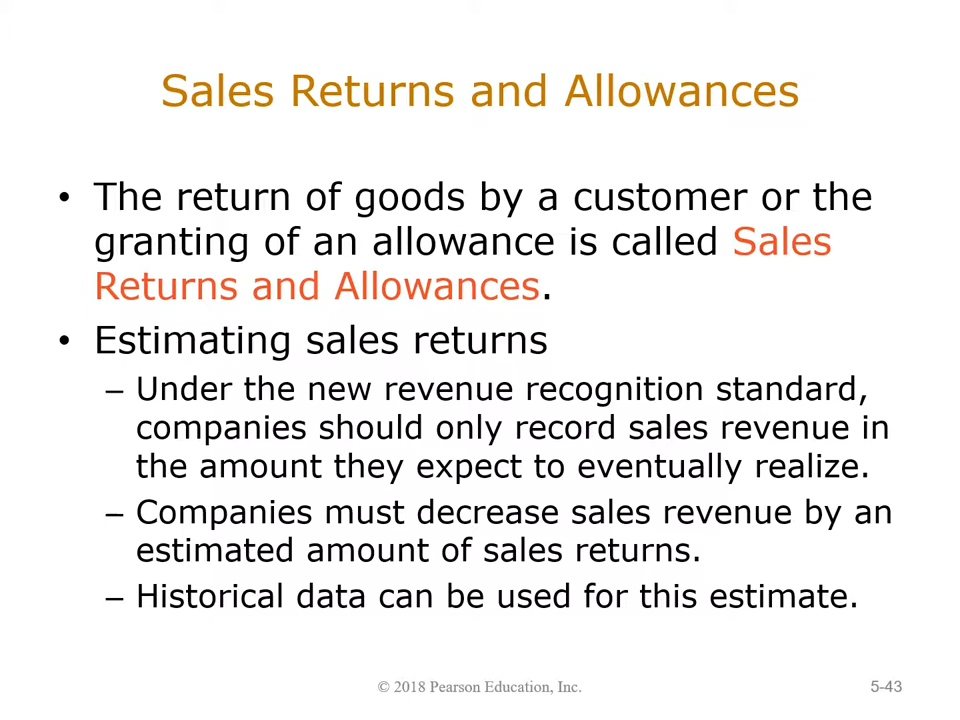 Sales Returns and Allowances
• The return of goods by a customer or the
granting of an allowance is called Sales
Returns and Allowances.
• Estimating sales returns
– Under the new revenue recognition standard,
companies should only record sales revenue in
the amount they expect to eventually realize.
– Companies must decrease sales revenue by an
estimated amount of sales returns.
– Historical data can be used for this estimate.
© 2018 Pearson Education, Inc.
5-43